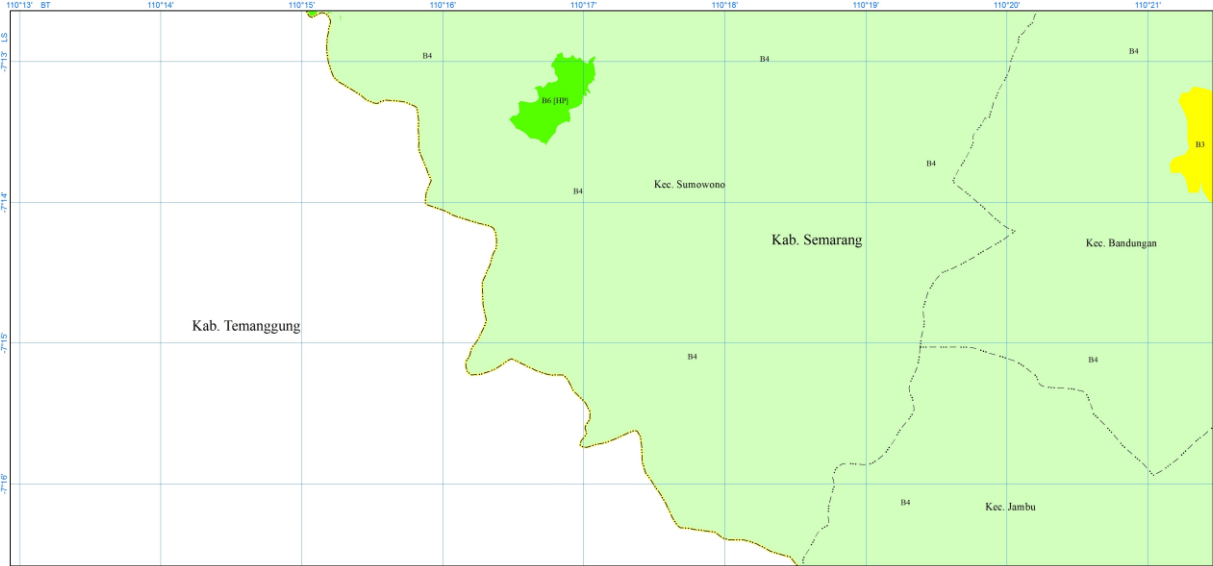 110°13' BT
110°14'
110°15'
110°16'
110°17'
110°18'
110°19'
110°20'
110°21'
LS
-7°13'
B4
B4
B4
B6 [HP]
B3
B4
Kec. Sumowono
B4
-7°14'
Kab. Semarang
Kec. Bandungan
Kab. Temanggung
-7°15'
B4
B4
-7°16'
B4
Kec. Jambu